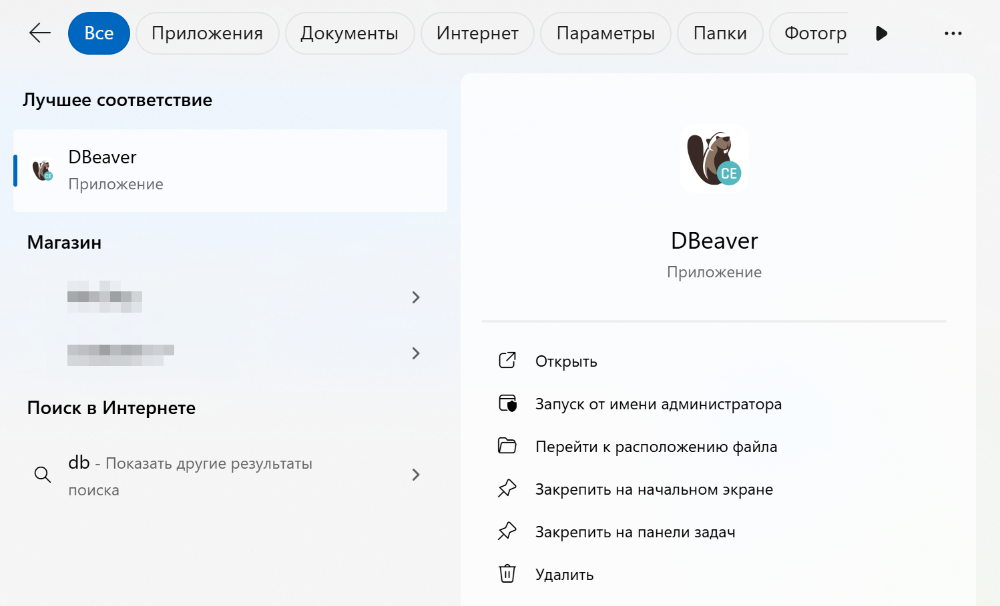 Все
Приложения
Документы
Интернет
Параметры
Папки
Фотогр
Лучшее соответствие
DBeaver
Приложение
Магазин
Поиск в Интернете
db - Показать другие результаты
поиска
CE
DBeaver
Приложение
Открыть
Запуск от имени администратора
Перейти к расположению файла
Закрепить на начальном экране
Закрепить на панели задач
Удалить